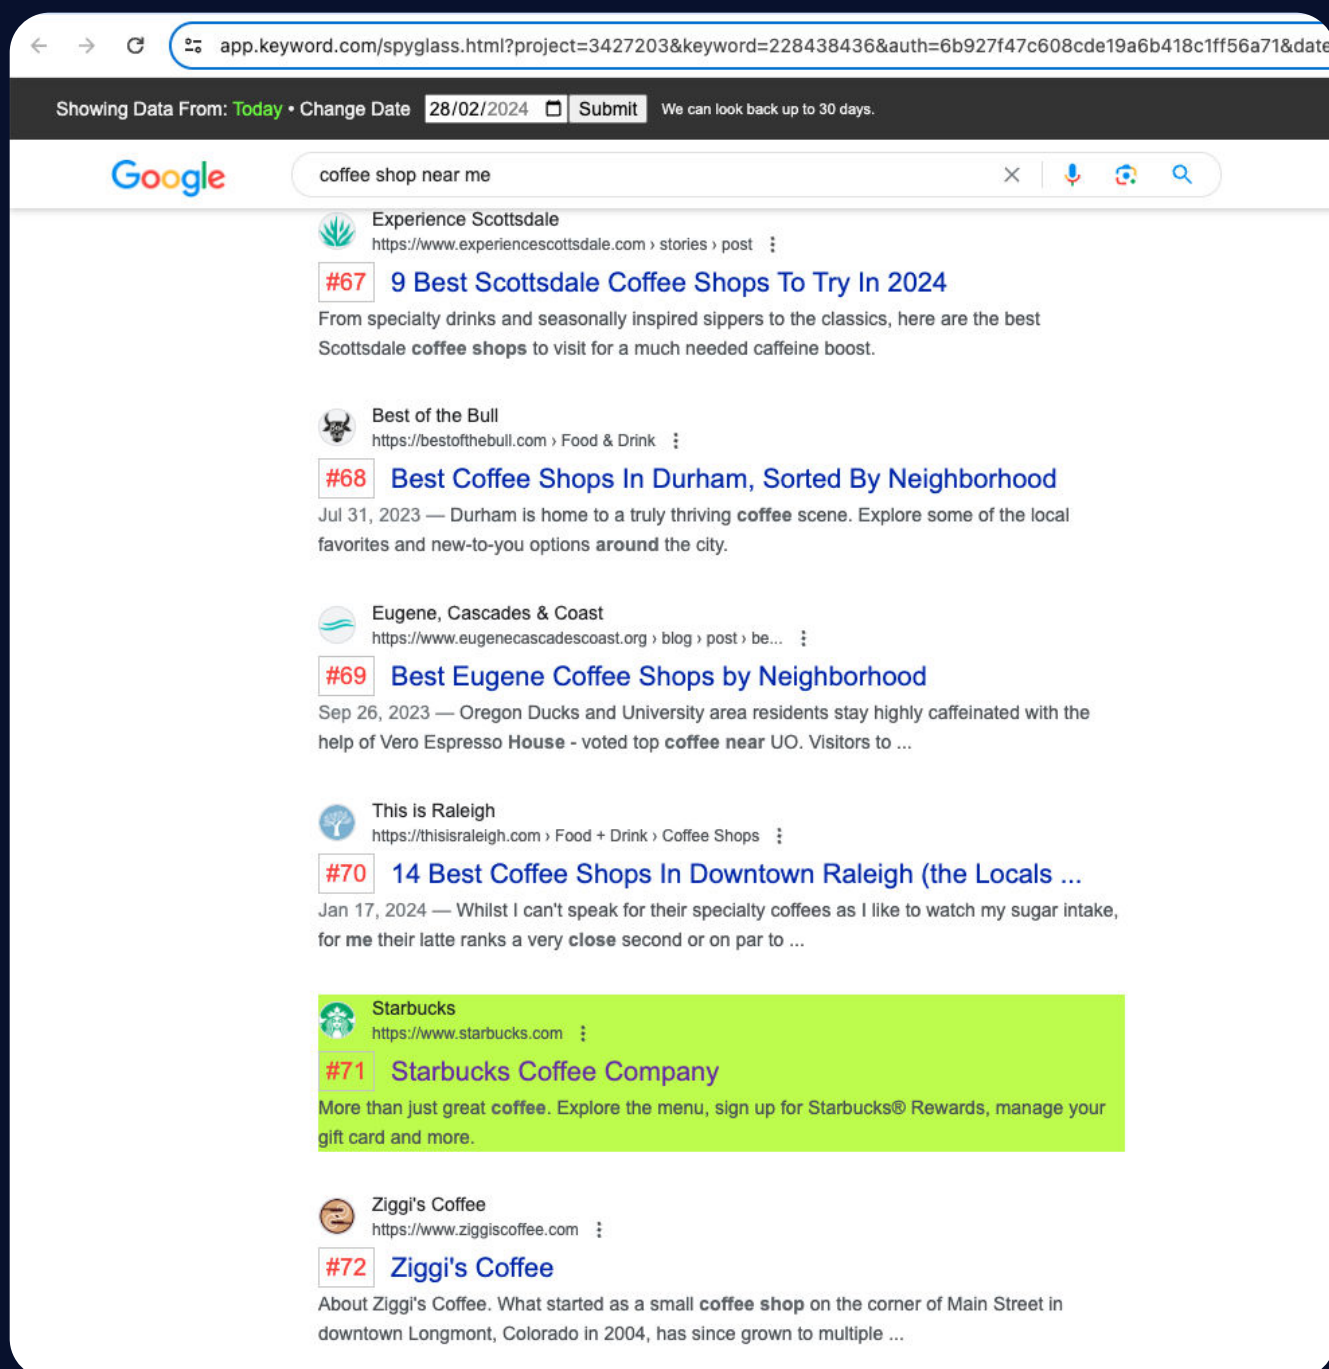 app.keyword.com/spyglass.html?project=3427203&keyword=228438436&auth=6b927f47c608cde19a6b418c1ff56a71&date
Showing Data From: Today • Change Date 28/02/2024 Submit We can look back up to 30 days.
Google coffee shop near me
Experience Scottsdale
https://www.experiencescottsdale.com › stories › post
#67 9 Best Scottsdale Coffee Shops To Try In 2024
From specialty drinks and seasonally inspired sippers to the classics, here are the best
Scottsdale coffee shops to visit for a much needed caffeine boost.
Best of the Bull
https://bestofthebull.com › Food & Drink
#68 Best Coffee Shops In Durham, Sorted By Neighborhood
Jul 31, 2023 — Durham is home to a truly thriving coffee scene. Explore some of the local
favorites and new-to-you options around the city.
Eugene, Cascades & Coast
https://www.eugenecascadescoast.org › blog › post › be...
#69 Best Eugene Coffee Shops by Neighborhood
Sep 26, 2023 — Oregon Ducks and University area residents stay highly caffeinated with the
help of Vero Espresso House - voted top coffee near UO. Visitors to ...
This is Raleigh
https://thisisraleigh.com › Food + Drink › Coffee Shops
#70 14 Best Coffee Shops In Downtown Raleigh (the Locals ...
Jan 17, 2024 — Whilst I can't speak for their specialty coffees as I like to watch my sugar intake,
for me their latte ranks a very close second or on par to ...
Starbucks
https://www.starbucks.com
#71 Starbucks Coffee Company
More than just great coffee. Explore the menu, sign up for Starbucks® Rewards, manage your
gift card and more.
Ziggi's Coffee
https://www.ziggiscoffee.com
#72 Ziggi's Coffee
About Ziggi's Coffee. What started as a small coffee shop on the corner of Main Street in
downtown Longmont, Colorado in 2004, has since grown to multiple ...